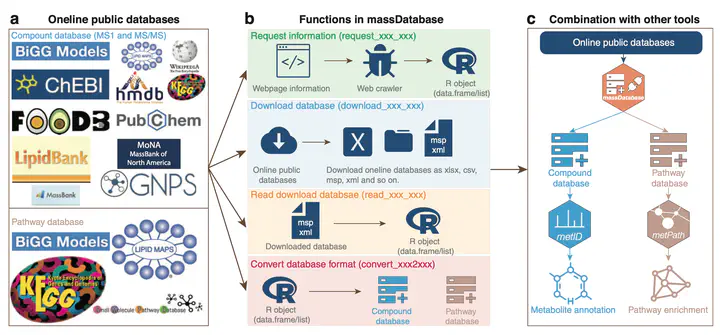 a Oneline public databases
Compount database (MS1 and MS/MS)
BiGG Models
LIPID MAPS
WIKIPEDIA
ChEBI
hmdb
KEGG
FOODB
PubChem
LipidBank
MoNA
MassBank of
North America
MassBank
GNPS
Pathway database
BiGG Models
LIPID MAPS
KEGG
Kyoto Encyclopedia
Genes and Genomes
Small Molecule Pathway Database
b Functions in massDatabase
Request information (request_xxx_xxx)
</>
R
Webpage information
Web crawler
R object
(data.frame/list)
Download database (download_xxx_xxx)
X
msp
xml
Online public
databases
Download oneline databases as xlsx, csv,
msp, xml and so on.
Read download databsae (read_xxx_xxx)
msp
xml
R
Downloaded database
R object
(data.frame/list)
Convert database format (convert_xxx2xxx)
R
R object
(data.frame/list)
Compound
database
Pathway
database
c Combination with other tools
Online public databases
massDatabase
Compound
database
Pathway
database
metID
metPath
N
N
H
Metabolite annotation
Pathway enrichment